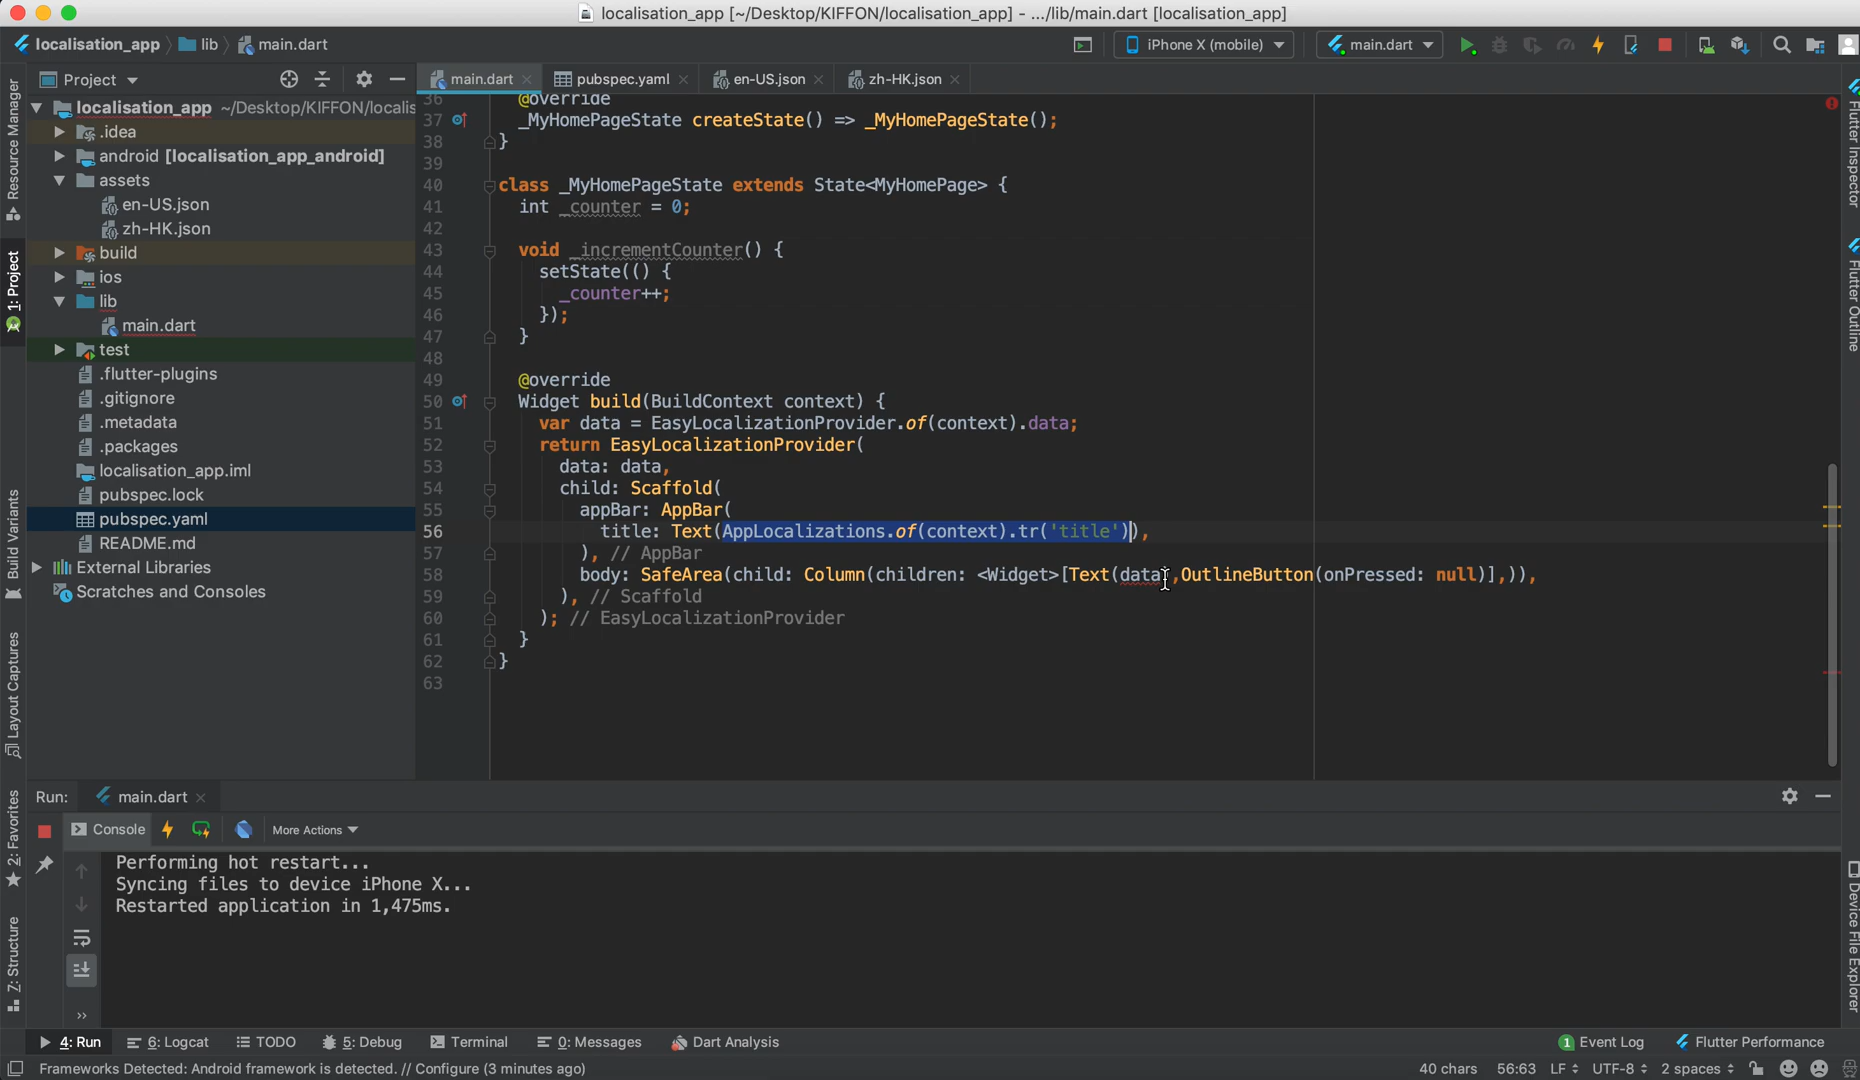 localisation_app [~/Desktop/KIFFON/localisation_app] - .../lib/main.dart [localisation_app]
localisation_app lib main.dart
iPhone X (mobile) main.dart
Project
main.dart pubspec.yaml en-US.json zh-HK.json
localisation_app ~/Desktop/KIFFON/localis
.idea
android [localisation_app_android]
assets
en-US.json
zh-HK.json
build
ios
lib
main.dart
test
.flutter-plugins
.gitignore
.metadata
.packages
localisation_app.iml
pubspec.lock
pubspec.yaml
README.md
External Libraries
Scratches and Consoles
Resource Manager
1: Project
Build Variants
Layout Captures
2: Favorites
Z: Structure
36 @override
37 _MyHomePageState createState() => _MyHomePageState();
38 }
39
40 class _MyHomePageState extends State<MyHomePage> {
41 int _counter = 0;
42
43 void _incrementCounter() {
44 setState(() {
45 _counter++;
46 });
47 }
48
49 @override
50 Widget build(BuildContext context) {
51 var data = EasyLocalizationProvider.of(context).data;
52 return EasyLocalizationProvider(
53 data: data,
54 child: Scaffold(
55 appBar: AppBar(
56 title: Text(AppLocalizations.of(context).tr('title')),
57 ), // AppBar
58 body: SafeArea(child: Column(children: <Widget>[Text(data),OutlineButton(onPressed: null)],)),
59 ), // Scaffold
60 ); // EasyLocalizationProvider
61 }
62 }
63
Flutter Inspector
Flutter Outline
Device File Explorer
Run: main.dart
Console More Actions
Performing hot restart...
Syncing files to device iPhone X...
Restarted application in 1,475ms.
4: Run 6: Logcat TODO 5: Debug Terminal 0: Messages Dart Analysis 1 Event Log Flutter Performance
Frameworks Detected: Android framework is detected. // Configure (3 minutes ago) 40 chars 56:63 LF UTF-8 2 spaces